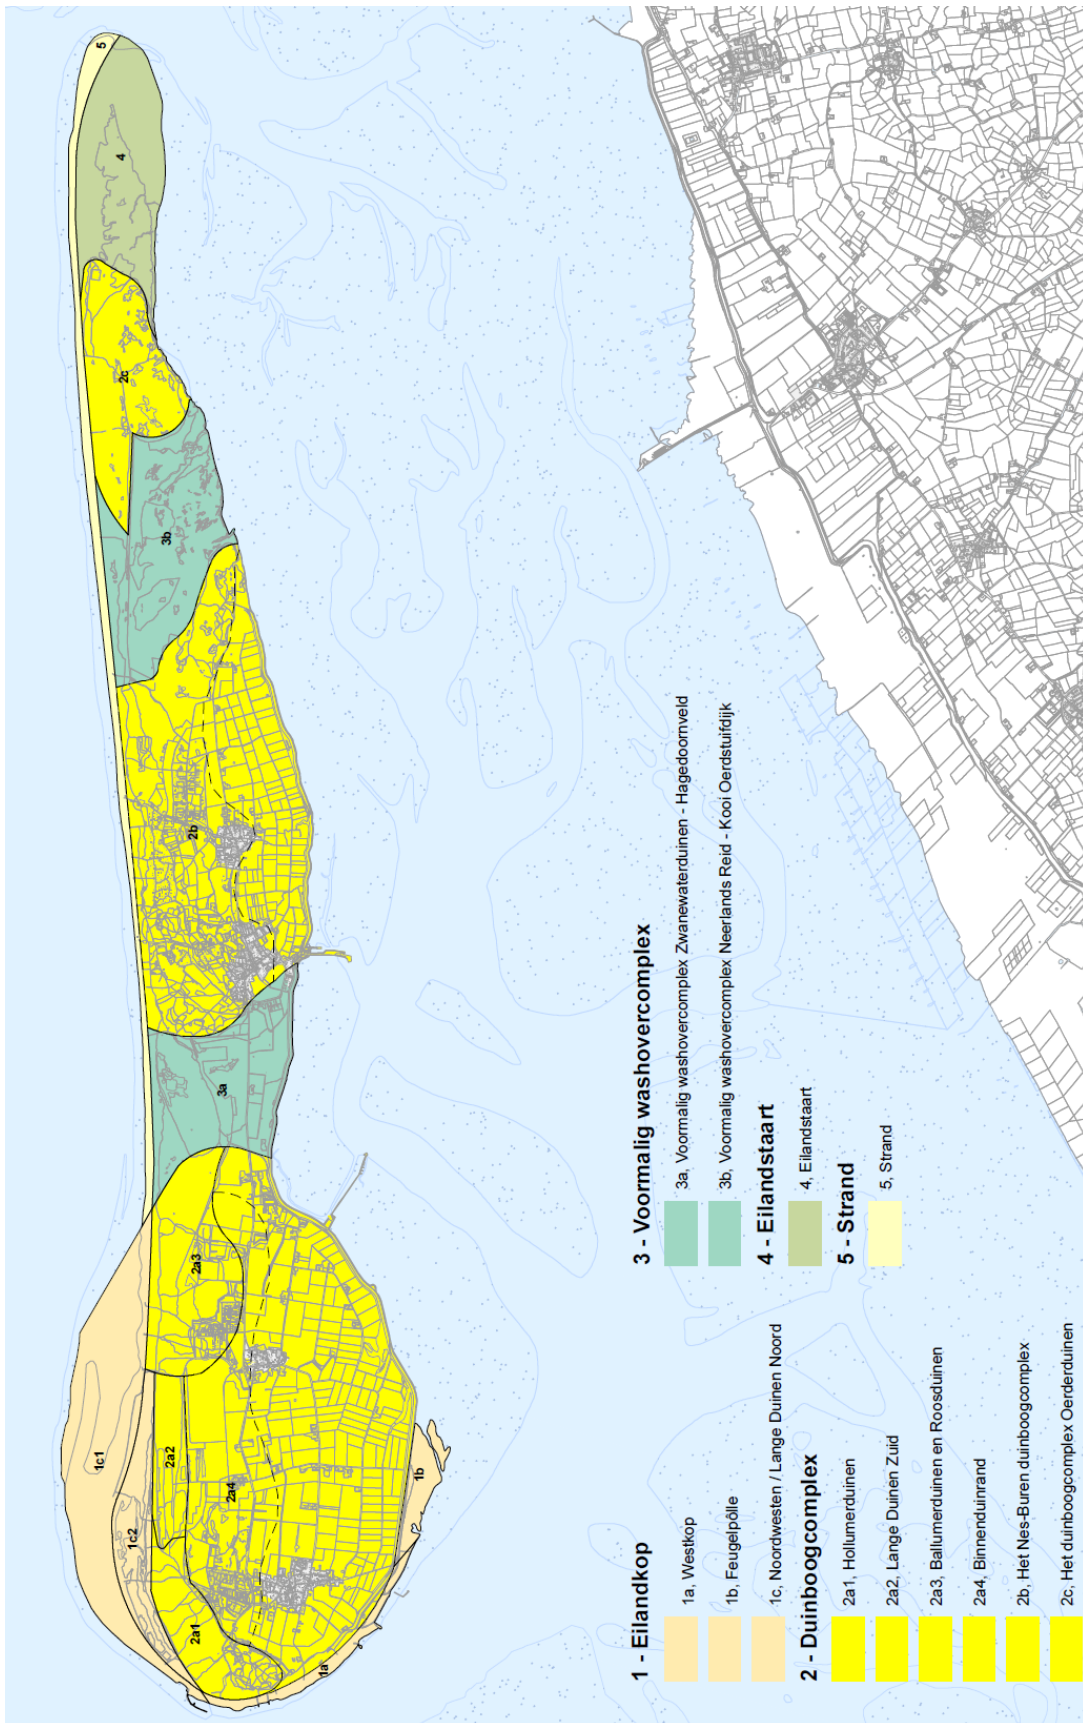 5
4
2c
3b
2b
3a
2a3
1c1
2a2
1c2
2a4
2a1
1b
1a
1 - Eilandkop
1a, Westkop
1b, Feugelpôlle
1c, Noordwesten / Lange Duinen Noord
2 - Duinboogcomplex
2a1, Hollumerduinen
2a2, Lange Duinen Zuid
2a3, Ballumerduinen en Roosduinen
2a4, Binnenduinrand
2b, Het Nes-Buren duinboogcomplex
2c, Het duinboogcomplex Oerderduinen
3 - Voormalig washovercomplex
3a, Voormalig washovercomplex Zwanewaterduinen - Hagedoornveld
3b, Voormalig washovercomplex Neerlands Reid - Kooi Oerdstuifdijk
4 - Eilandstaart
4, Eilandstaart
5 - Strand
5, Strand